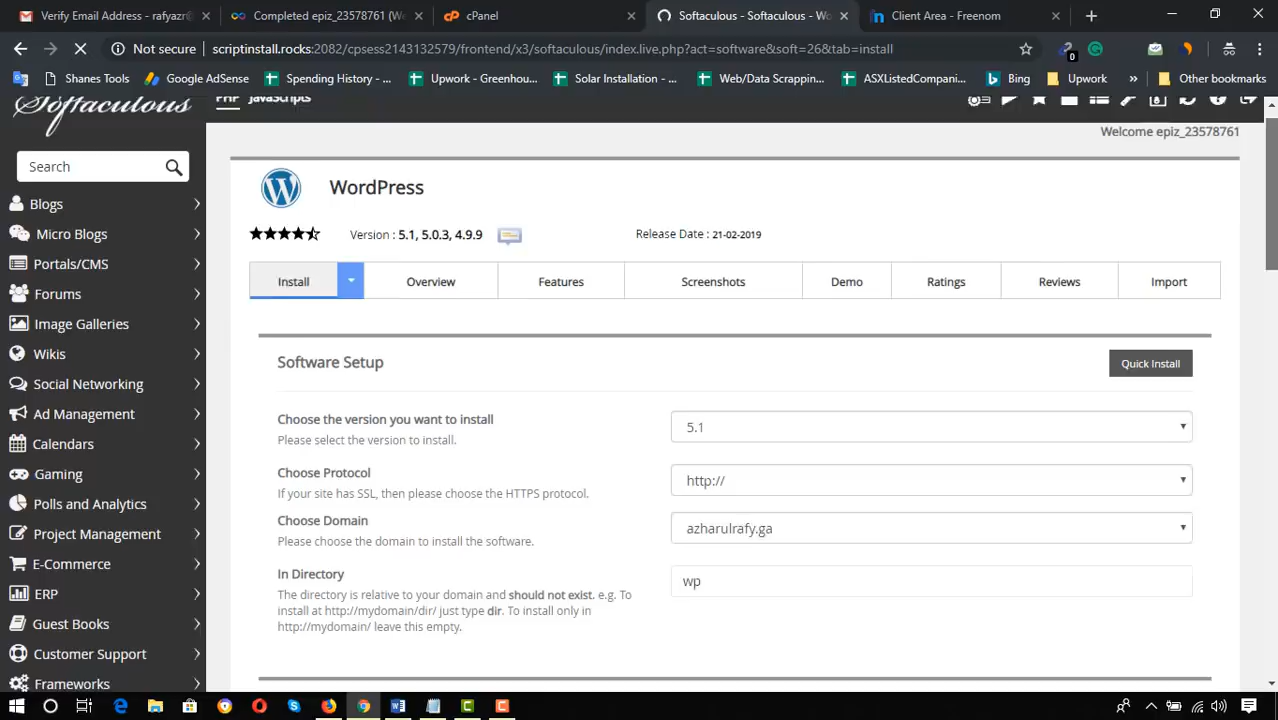 Verify Email Address - rafyazr
Completed epiz_23578761 (We
cPanel
Softaculous - Softaculous - Wo
Client Area - Freenom
Not secure
scriptinstall.rocks:2082/cpsess2143132579/frontend/x3/softaculous/index.live.php?act=software&soft=26&tab=install
0
Shanes Tools
Google AdSense
Spending History - ...
Upwork - Greenhou...
Solar Installation - ...
Web/Data Scrappin...
ASXListedCompani...
Bing
Upwork
»
Other bookmarks
Softaculous
PHP
JavaScripts
Welcome epiz_23578761
Search
Blogs
Micro Blogs
Portals/CMS
Forums
Image Galleries
Wikis
Social Networking
Ad Management
Calendars
Gaming
Polls and Analytics
Project Management
E-Commerce
ERP
Guest Books
Customer Support
Frameworks
WordPress
Version : 5.1, 5.0.3, 4.9.9
Release Date : 21-02-2019
Install
Overview
Features
Screenshots
Demo
Ratings
Reviews
Import
Software Setup
Quick Install
Choose the version you want to install
Please select the version to install.
5.1
Choose Protocol
If your site has SSL, then please choose the HTTPS protocol.
http://
Choose Domain
Please choose the domain to install the software.
azharulrafy.ga
In Directory
The directory is relative to your domain and should not exist. e.g. To
install at http://mydomain/dir/ just type dir. To install only in
http://mydomain/ leave this empty.
wp